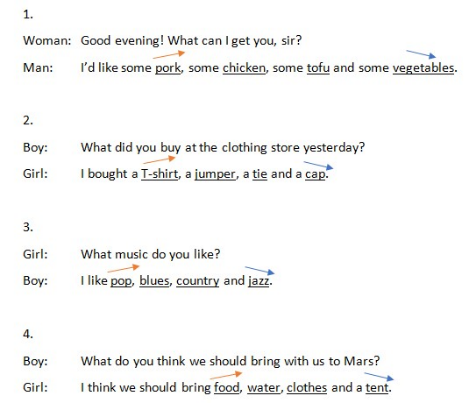 1.
Woman: Good evening! What can I get you, sir?
Man: I'd like some pork, some chicken, some tofu and some vegetables.
2.
Boy: What did you buy at the clothing store yesterday?
Girl: I bought a T-shirt, a jumper, a tie and a cap.
3.
Girl: What music do you like?
Boy: I like pop, blues, country and jazz.
4.
Boy: What do you think we should bring with us to Mars?
Girl: I think we should bring food, water, clothes and a tent.